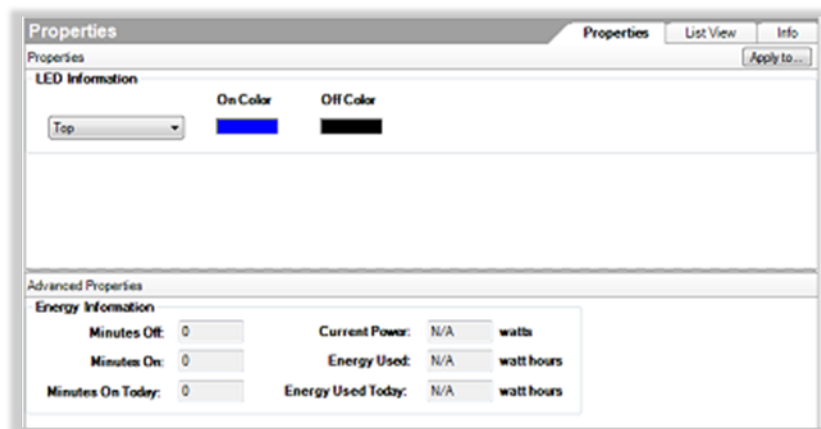 Properties Properties List View Info
Properties Apply to...
LED Information
On Color Off Color
Top
Advanced Properties
Energy Information
Minutes Off: 0 Current Power: N/A watts
Minutes On: 0 Energy Used: N/A watt hours
Minutes On Today: 0 Energy Used Today: N/A watt hours